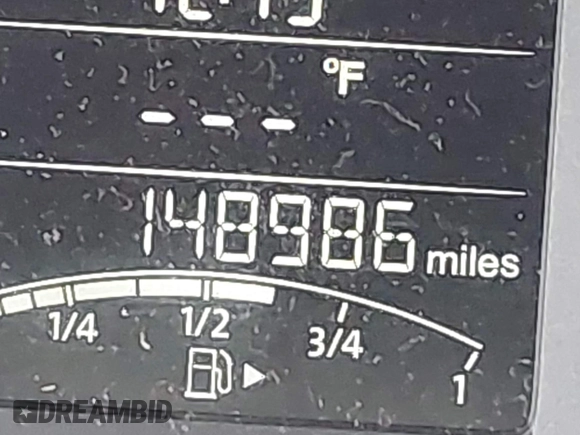 °F
---
148986 miles
1/4 1/2 3/4 1
DREAMBID